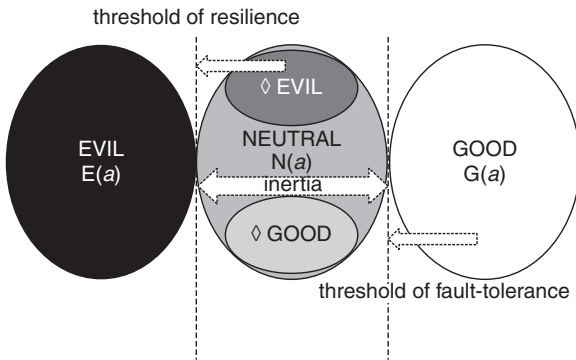 threshold of resilience
◊ EVIL
EVIL
E(a)
NEUTRAL
N(a)
inertia
GOOD
G(a)
◊ GOOD
threshold of fault-tolerance